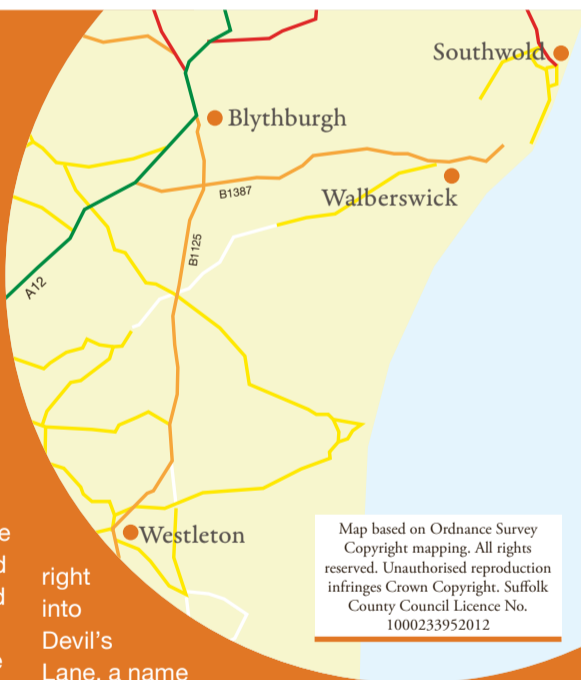 Southwold
Blythburgh
B1387
Walberswick
B1125
A12
Westleton
Map based on Ordnance Survey
Copyright mapping. All rights
reserved. Unauthorised reproduction
infringes Crown Copyright. Suffolk
County Council Licence No.
1000233952012
right
into
Devil's
Lane, a name